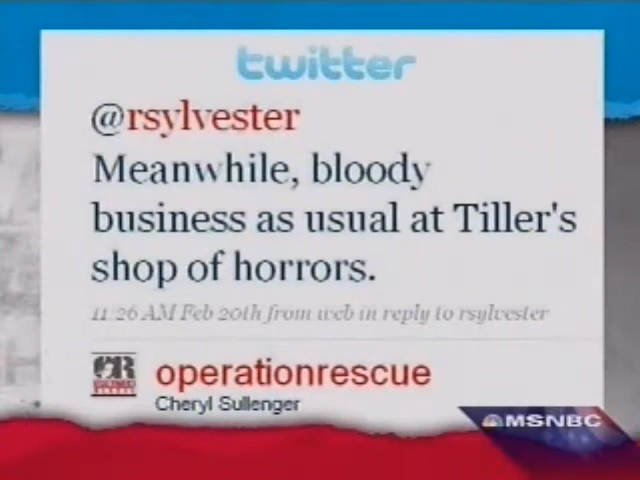 twitter
@rsylvester
Meanwhile, bloody
business as usual at Tiller's
shop of horrors.
11:26 AM Feb 20th from web in reply to rsylvester
OR
operationrescue
Cheryl Sullenger
MSNBC